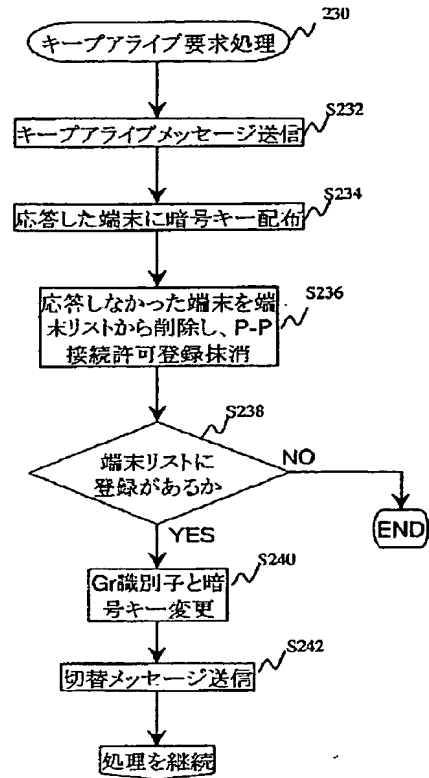 キープアライブ要求処理
230
キープアライブメッセージ送信
S232
応答した端末に暗号キー配布
S234
応答しなかった端末を端
末リストから削除し、P-P
接続許可登録抹消
S236
端末リストに
登録があるか
S238
NO
END
YES
Gr識別子と暗
号キー変更
S240
切替メッセージ送信
S242
処理を継続